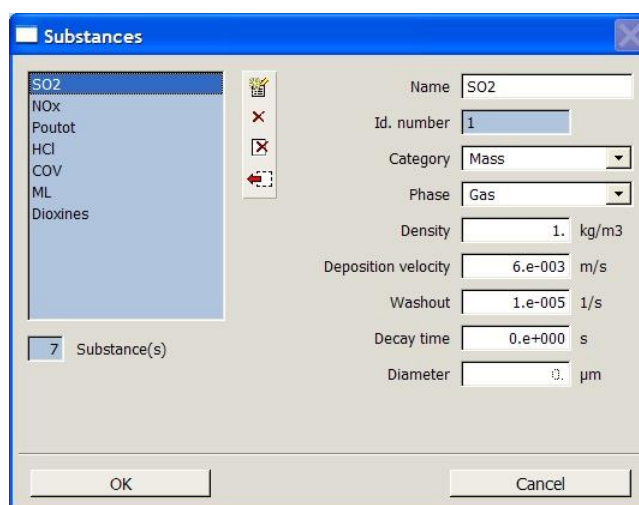 Substances
SO2
NOx
Poutot
HCl
COV
ML
Dioxines
7 Substance(s)
Name SO2
Id. number 1
Category Mass
Phase Gas
Density 1. kg/m3
Deposition velocity 6.e-003 m/s
Washout 1.e-005 1/s
Decay time 0.e+000 s
Diameter 0. µm
OK
Cancel